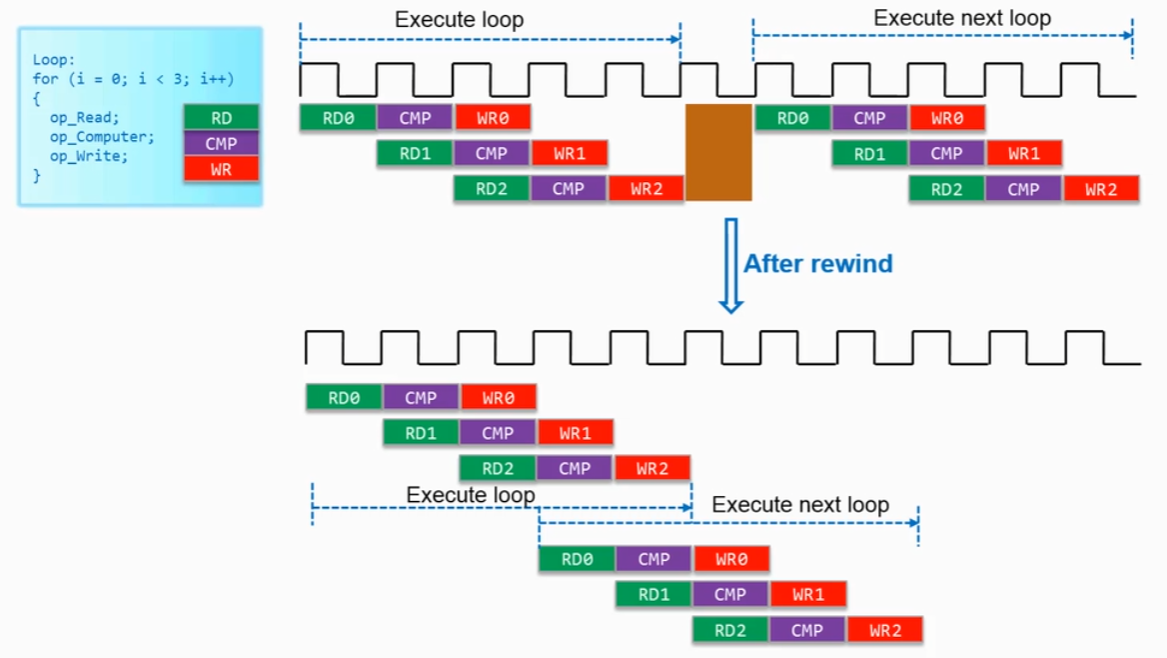 Execute loop
Execute next loop
Loop:
for (i = 0; i < 3; i++)
{
op_Read;
op_Computer;
op_Write;
}
RD
CMP
WR
RD0 CMP WR0 RD0 CMP WR0
RD1 CMP WR1 RD1 CMP WR1
RD2 CMP WR2 RD2 CMP WR2
After rewind
RD0 CMP WR0
RD1 CMP WR1
RD2 CMP WR2
Execute loop
Execute next loop
RD0 CMP WR0
RD1 CMP WR1
RD2 CMP WR2